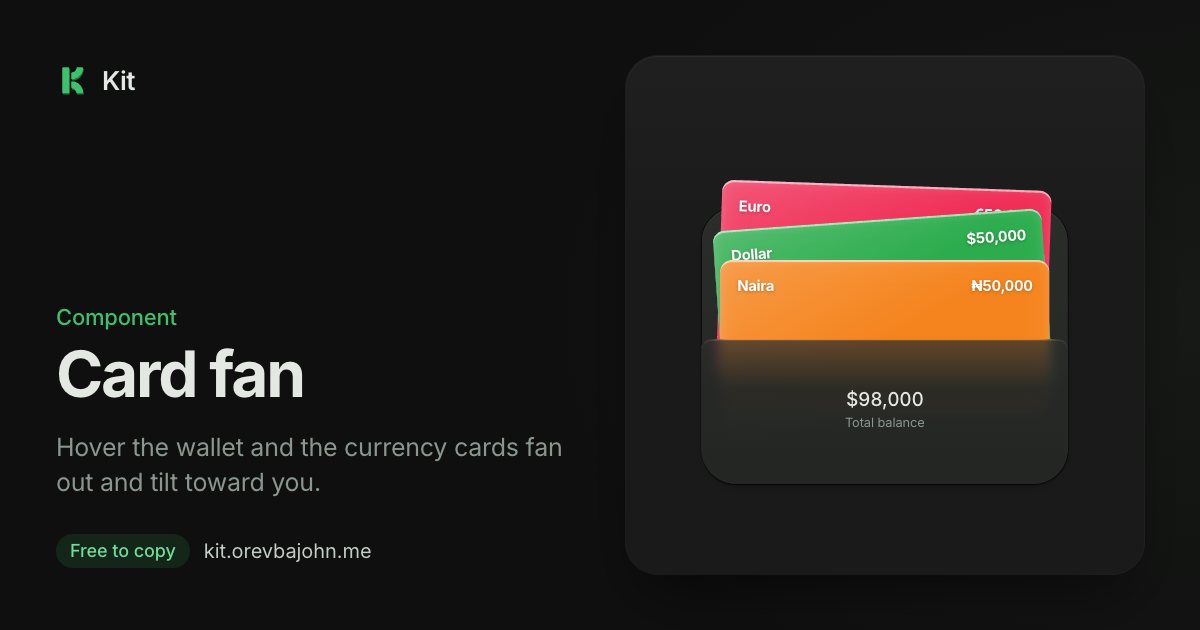 Kit
Component
Card fan
Hover the wallet and the currency cards fan
out and tilt toward you.
Free to copy
kit.orevbajohn.me
Euro
Dollar
$50,000
Naira
₦50,000
$98,000
Total balance